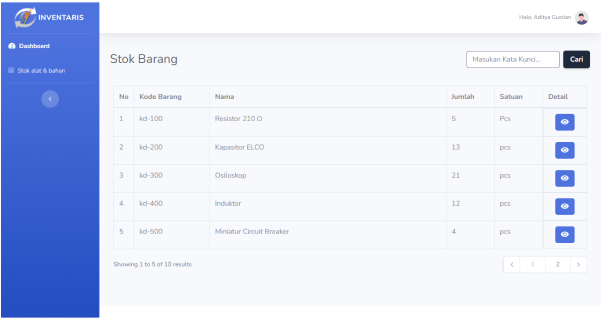 INVENTARIS
Halo, Aditya Gustian
Dashboard
Stok alat & bahan
Stok Barang
Masukan Kata Kunci...
Cari
No Kode Barang Nama Jumlah Satuan Detail
1 kd-100 Resistor 210 Ω 5 Pcs
2 kd-200 Kapasitor ELCO 13 pcs
3 kd-300 Osiloskop 21 pcs
4 kd-400 Induktor 12 pcs
5 kd-500 Miniatur Circuit Breaker 4 pcs
Showing 1 to 5 of 10 results
‹ 1 2 ›